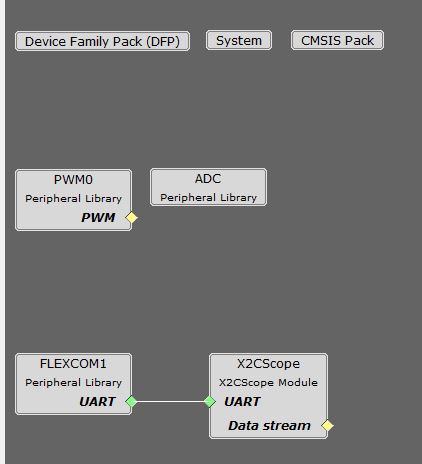 Device Family Pack (DFP)
System
CMSIS Pack
PWM0
Peripheral Library
PWM
ADC
Peripheral Library
FLEXCOM1
Peripheral Library
UART
X2CScope
X2CScope Module
UART
Data stream